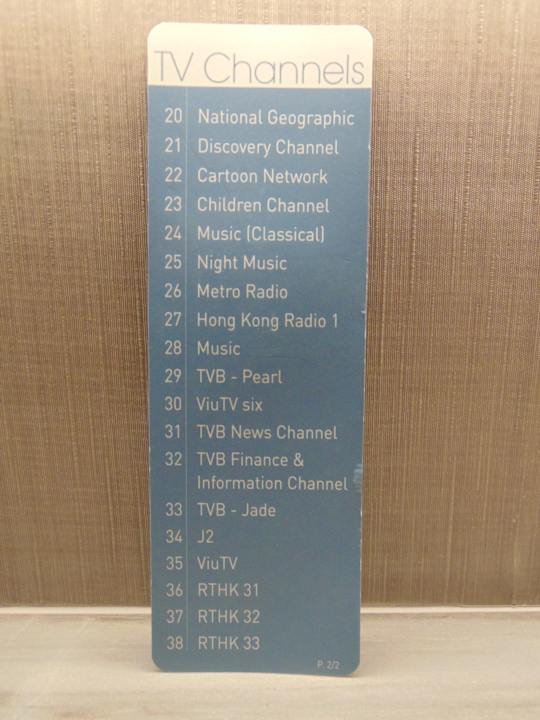 TV Channels
20 National Geographic
21 Discovery Channel
22 Cartoon Network
23 Children Channel
24 Music (Classical)
25 Night Music
26 Metro Radio
27 Hong Kong Radio 1
28 Music
29 TVB - Pearl
30 ViuTV six
31 TVB News Channel
32 TVB Finance &
Information Channel
33 TVB - Jade
34 J2
35 ViuTV
36 RTHK 31
37 RTHK 32
38 RTHK 33
P. 2/2